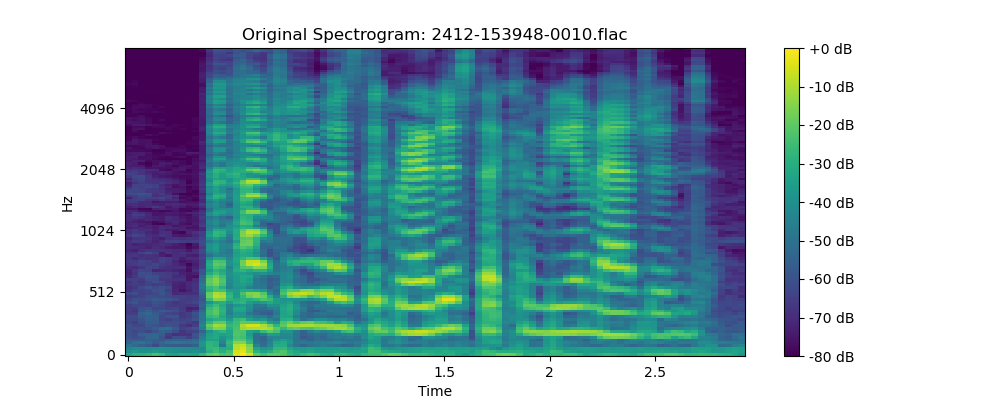 Original Spectrogram: 2412-153948-0010.flac
Hz
4096
2048
1024
512
0
0 0.5 1 1.5 2 2.5
Time
+0 dB
-10 dB
-20 dB
-30 dB
-40 dB
-50 dB
-60 dB
-70 dB
-80 dB